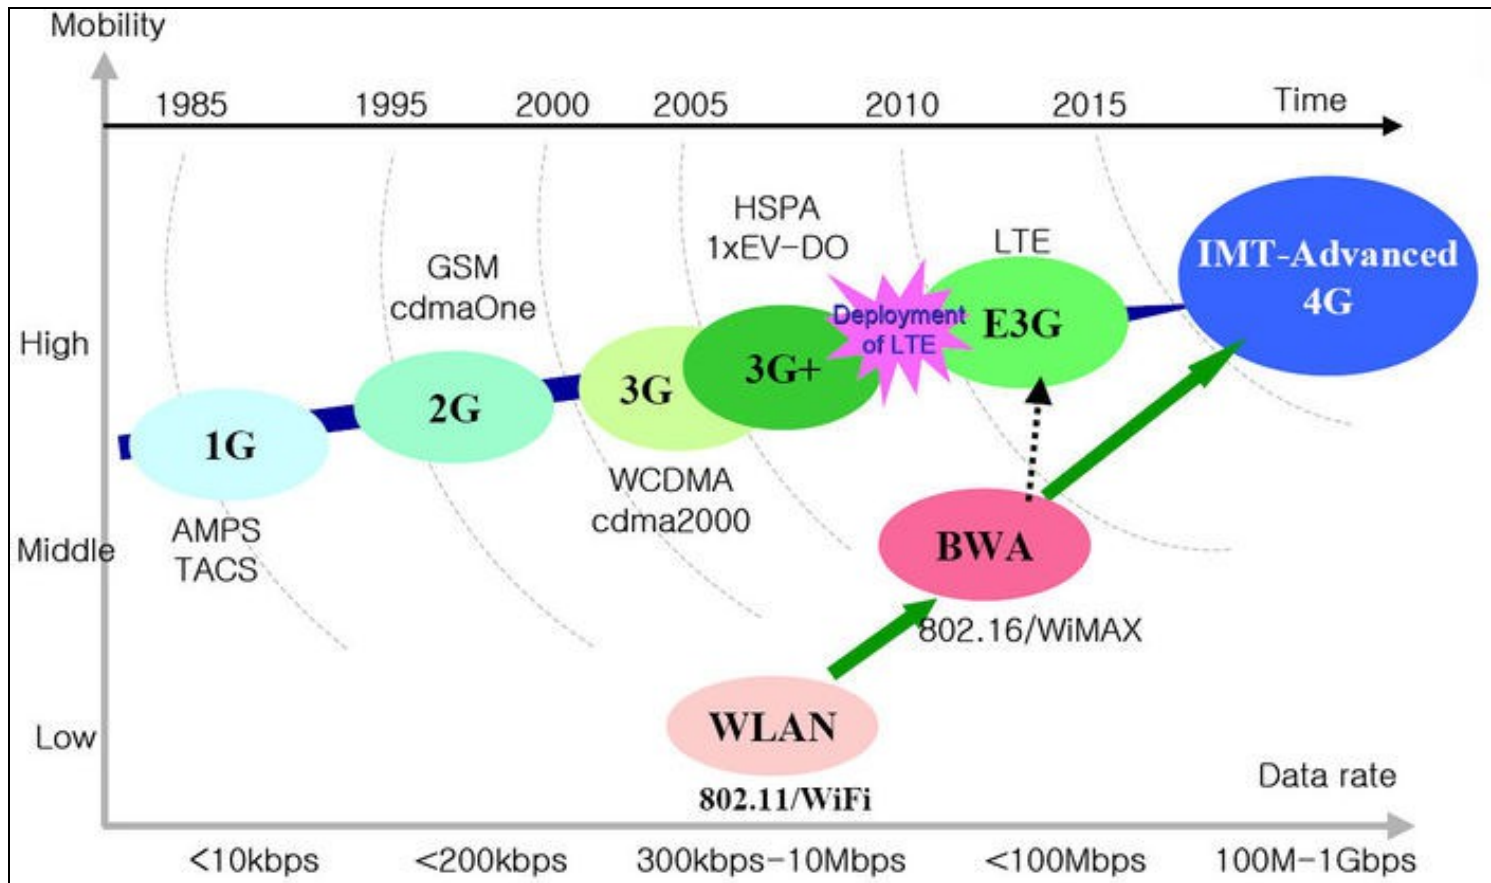 Mobility
1985 1995 2000 2005 2010 2015 Time
HSPA
1xEV-DO
LTE
IMT-Advanced
4G
GSM
cdmaOne
Deployment
of LTE
E3G
High
3G+
3G
2G
1G
WCDMA
cdma2000
AMPS
TACS
Middle
BWA
802.16/WiMAX
Low
WLAN
802.11/WiFi
Data rate
<10kbps <200kbps 300kbps-10Mbps <100Mbps 100M-1Gbps